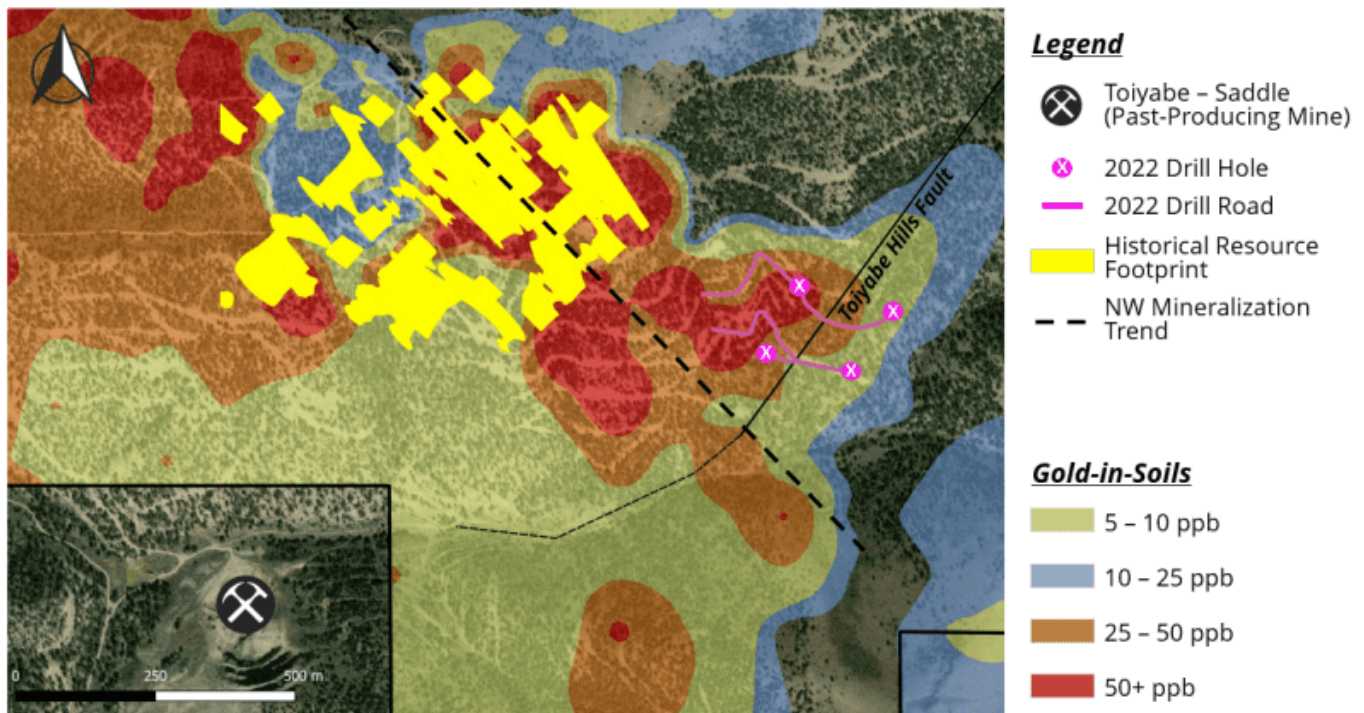 Legend
Toiyabe – Saddle
(Past-Producing Mine)
X 2022 Drill Hole
2022 Drill Road
Historical Resource
Footprint
NW Mineralization
Trend
Toiyabe Hills Fault
X
X
X
X
Gold-in-Soils
5 – 10 ppb
10 – 25 ppb
25 – 50 ppb
50+ ppb
0 250 500 m